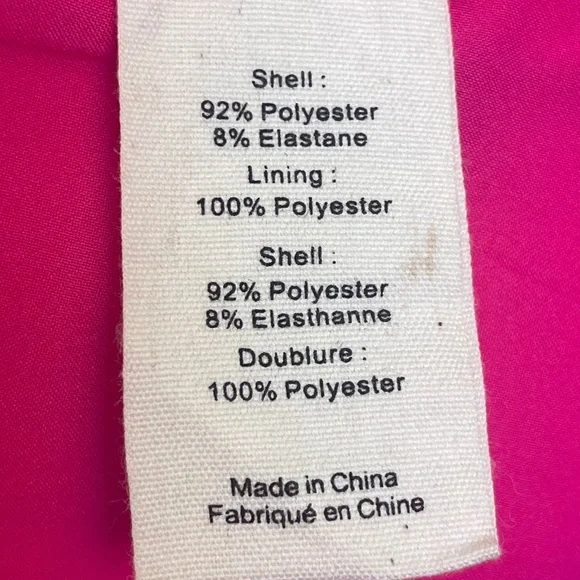 Shell :
92% Polyester
8% Elastane
Lining :
100% Polyester
Shell :
92% Polyester
8% Elasthanne
Doublure :
100% Polyester
Made in China
Fabriqué en Chine